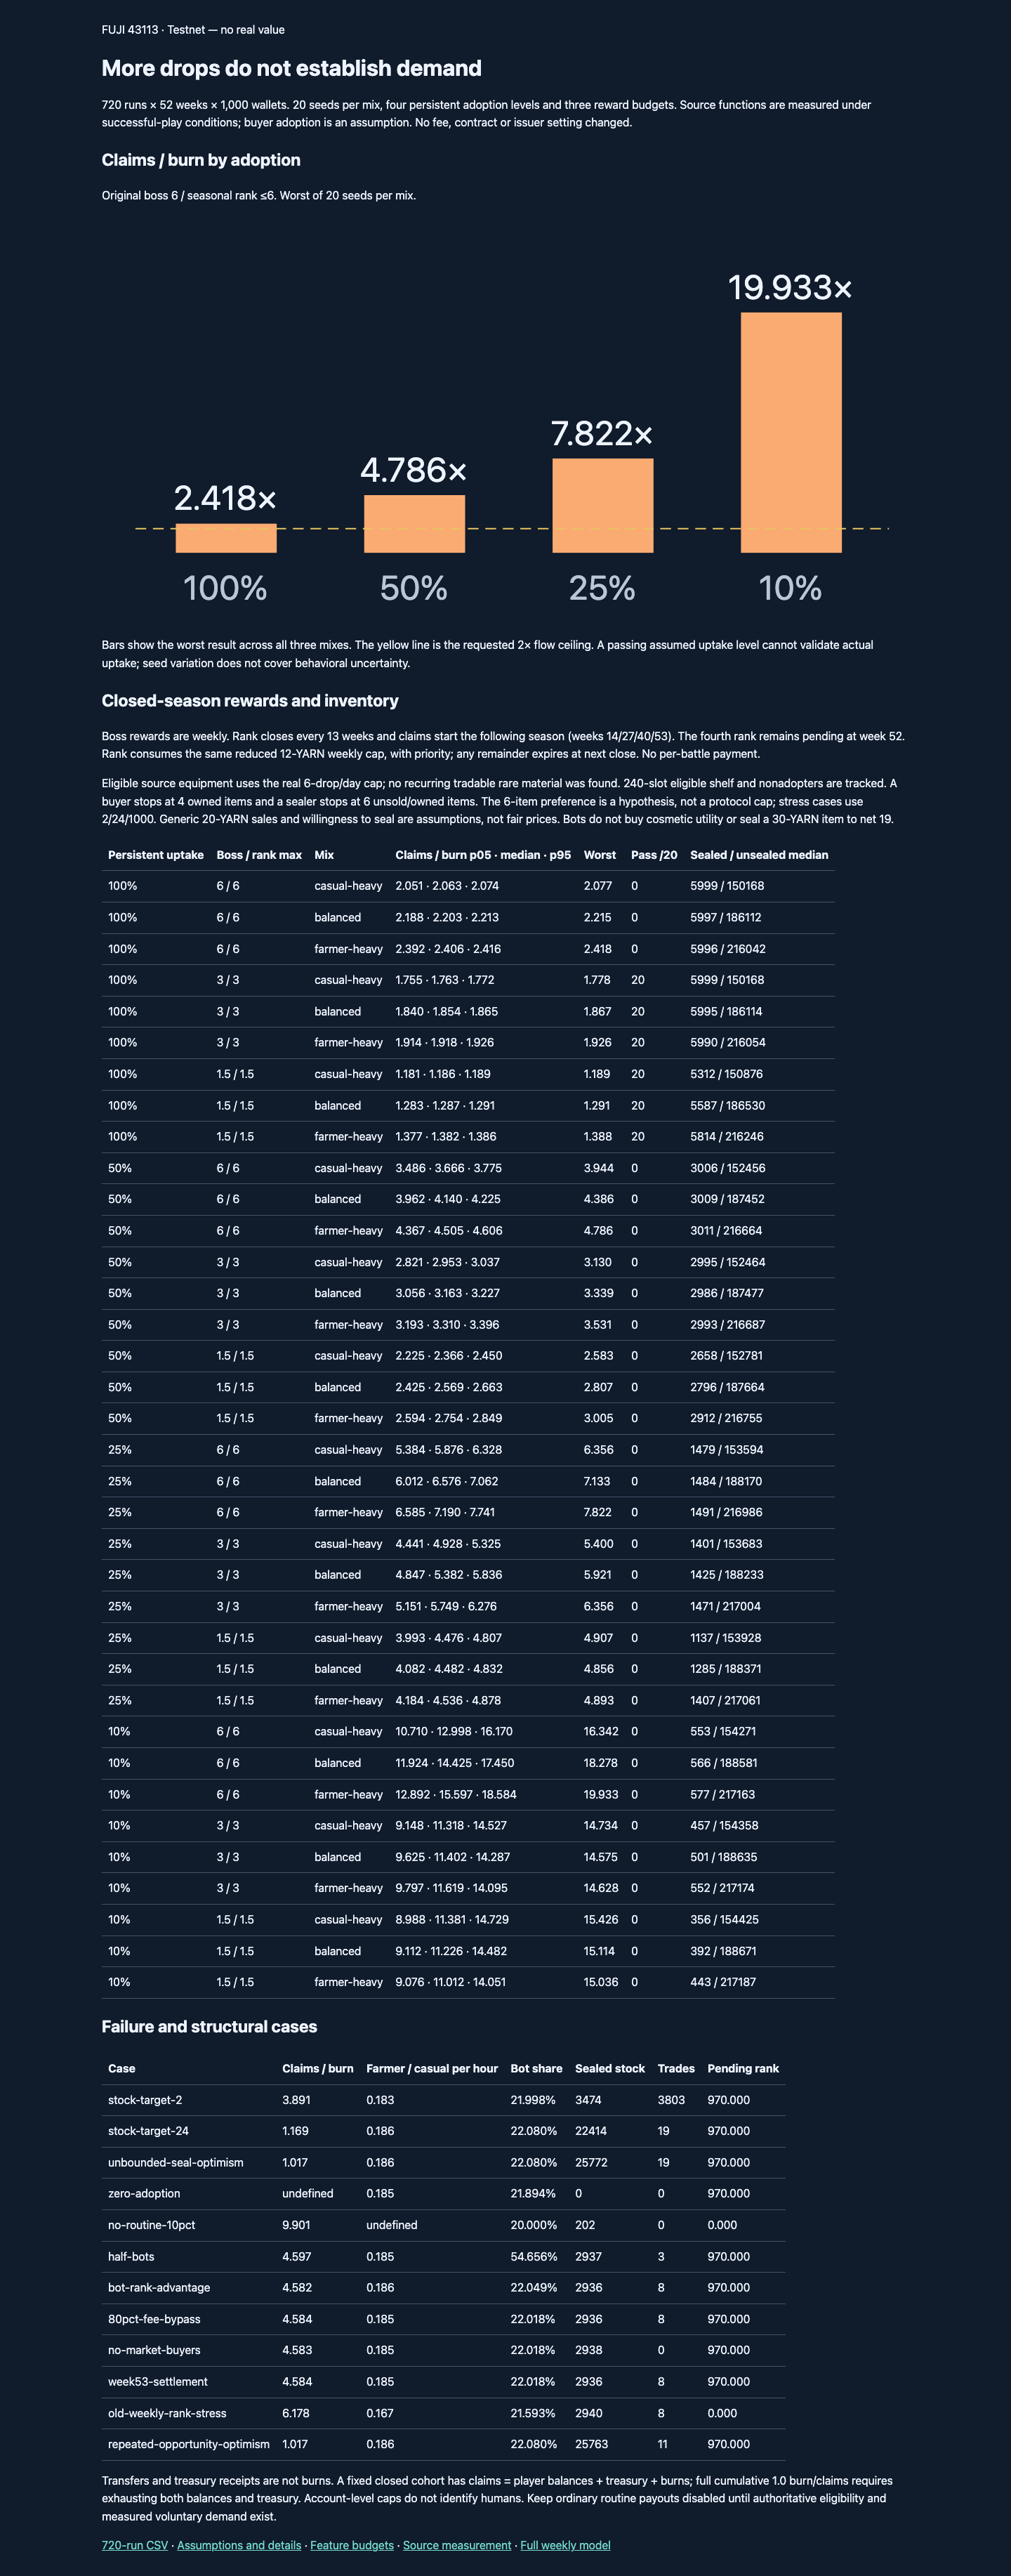 FUJI 43113 · Testnet — no real value
More drops do not establish demand
720 runs × 52 weeks × 1,000 wallets. 20 seeds per mix, four persistent adoption levels and three reward budgets. Source functions are measured under
successful-play conditions; buyer adoption is an assumption. No fee, contract or issuer setting changed.
Claims / burn by adoption
Original boss 6 / seasonal rank ≤6. Worst of 20 seeds per mix.
2.418× 4.786× 7.822× 19.933×
100% 50% 25% 10%
Bars show the worst result across all three mixes. The yellow line is the requested 2× flow ceiling. A passing assumed uptake level cannot validate actual
uptake; seed variation does not cover behavioral uncertainty.
Closed-season rewards and inventory
Boss rewards are weekly. Rank closes every 13 weeks and claims start the following season (weeks 14/27/40/53). The fourth rank remains pending at week 52.
Rank consumes the same reduced 12-YARN weekly cap, with priority; any remainder expires at next close. No per-battle payment.
Eligible source equipment uses the real 6-drop/day cap; no recurring tradable rare material was found. 240-slot eligible shelf and nonadopters are tracked. A
buyer stops at 4 owned items and a sealer stops at 6 unsold/owned items. The 6-item preference is a hypothesis, not a protocol cap; stress cases use
2/24/1000. Generic 20-YARN sales and willingness to seal are assumptions, not fair prices. Bots do not buy cosmetic utility or seal a 30-YARN item to net 19.
Persistent uptake Boss / rank max Mix Claims / burn p05 · median · p95 Worst Pass /20 Sealed / unsealed median
100% 6 / 6 casual-heavy 2.051 · 2.063 · 2.074 2.077 0 5999 / 150168
100% 6 / 6 balanced 2.188 · 2.203 · 2.213 2.215 0 5997 / 186112
100% 6 / 6 farmer-heavy 2.392 · 2.406 · 2.416 2.418 0 5996 / 216042
100% 3 / 3 casual-heavy 1.755 · 1.763 · 1.772 1.778 20 5999 / 150168
100% 3 / 3 balanced 1.840 · 1.854 · 1.865 1.867 20 5995 / 186114
100% 3 / 3 farmer-heavy 1.914 · 1.918 · 1.926 1.926 20 5990 / 216054
100% 1.5 / 1.5 casual-heavy 1.181 · 1.186 · 1.189 1.189 20 5312 / 150876
100% 1.5 / 1.5 balanced 1.283 · 1.287 · 1.291 1.291 20 5587 / 186530
100% 1.5 / 1.5 farmer-heavy 1.377 · 1.382 · 1.386 1.388 20 5814 / 216246
50% 6 / 6 casual-heavy 3.486 · 3.666 · 3.775 3.944 0 3006 / 152456
50% 6 / 6 balanced 3.962 · 4.140 · 4.225 4.386 0 3009 / 187452
50% 6 / 6 farmer-heavy 4.367 · 4.505 · 4.606 4.786 0 3011 / 216664
50% 3 / 3 casual-heavy 2.821 · 2.953 · 3.037 3.130 0 2995 / 152464
50% 3 / 3 balanced 3.056 · 3.163 · 3.227 3.339 0 2986 / 187477
50% 3 / 3 farmer-heavy 3.193 · 3.310 · 3.396 3.531 0 2993 / 216687
50% 1.5 / 1.5 casual-heavy 2.225 · 2.366 · 2.450 2.583 0 2658 / 152781
50% 1.5 / 1.5 balanced 2.425 · 2.569 · 2.663 2.807 0 2796 / 187664
50% 1.5 / 1.5 farmer-heavy 2.594 · 2.754 · 2.849 3.005 0 2912 / 216755
25% 6 / 6 casual-heavy 5.384 · 5.876 · 6.328 6.356 0 1479 / 153594
25% 6 / 6 balanced 6.012 · 6.576 · 7.062 7.133 0 1484 / 188170
25% 6 / 6 farmer-heavy 6.585 · 7.190 · 7.741 7.822 0 1491 / 216986
25% 3 / 3 casual-heavy 4.441 · 4.928 · 5.325 5.400 0 1401 / 153683
25% 3 / 3 balanced 4.847 · 5.382 · 5.836 5.921 0 1425 / 188233
25% 3 / 3 farmer-heavy 5.151 · 5.749 · 6.276 6.356 0 1471 / 217004
25% 1.5 / 1.5 casual-heavy 3.993 · 4.476 · 4.807 4.907 0 1137 / 153928
25% 1.5 / 1.5 balanced 4.082 · 4.482 · 4.832 4.856 0 1285 / 188371
25% 1.5 / 1.5 farmer-heavy 4.184 · 4.536 · 4.878 4.893 0 1407 / 217061
10% 6 / 6 casual-heavy 10.710 · 12.998 · 16.170 16.342 0 553 / 154271
10% 6 / 6 balanced 11.924 · 14.425 · 17.450 18.278 0 566 / 188581
10% 6 / 6 farmer-heavy 12.892 · 15.597 · 18.584 19.933 0 577 / 217163
10% 3 / 3 casual-heavy 9.148 · 11.318 · 14.527 14.734 0 457 / 154358
10% 3 / 3 balanced 9.625 · 11.402 · 14.287 14.575 0 501 / 188635
10% 3 / 3 farmer-heavy 9.797 · 11.619 · 14.095 14.628 0 552 / 217174
10% 1.5 / 1.5 casual-heavy 8.988 · 11.381 · 14.729 15.426 0 356 / 154425
10% 1.5 / 1.5 balanced 9.112 · 11.226 · 14.482 15.114 0 392 / 188671
10% 1.5 / 1.5 farmer-heavy 9.076 · 11.012 · 14.051 15.036 0 443 / 217187
Failure and structural cases
Case Claims / burn Farmer / casual per hour Bot share Sealed stock Trades Pending rank
stock-target-2 3.891 0.183 21.998% 3474 3803 970.000
stock-target-24 1.169 0.186 22.080% 22414 19 970.000
unbounded-seal-optimism 1.017 0.186 22.080% 25772 19 970.000
zero-adoption undefined 0.185 21.894% 0 0 970.000
no-routine-10pct 9.901 undefined 20.000% 202 0 0.000
half-bots 4.597 0.185 54.656% 2937 3 970.000
bot-rank-advantage 4.582 0.186 22.049% 2936 8 970.000
80pct-fee-bypass 4.584 0.185 22.018% 2936 8 970.000
no-market-buyers 4.583 0.185 22.018% 2938 0 970.000
week53-settlement 4.584 0.185 22.018% 2936 8 970.000
old-weekly-rank-stress 6.178 0.167 21.593% 2940 8 0.000
repeated-opportunity-optimism 1.017 0.186 22.080% 25763 11 970.000
Transfers and treasury receipts are not burns. A fixed closed cohort has claims = player balances + treasury + burns; full cumulative 1.0 burn/claims requires
exhausting both balances and treasury. Account-level caps do not identify humans. Keep ordinary routine payouts disabled until authoritative eligibility and
measured voluntary demand exist.
720-run CSV · Assumptions and details · Feature budgets · Source measurement · Full weekly model